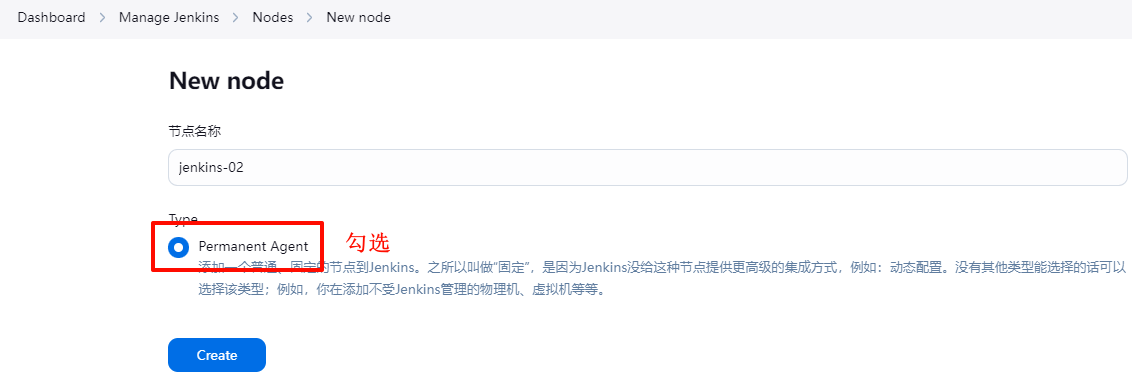 Dashboard > Manage Jenkins > Nodes > New node
New node
节点名称
jenkins-02
Type
Permanent Agent 勾选
添加一个普通、固定的节点到Jenkins。之所以叫做“固定”，是因为Jenkins没给这种节点提供更高级的集成方式，例如：动态配置。没有其他类型能选择的话可以
选择该类型；例如，你在添加不受Jenkins管理的物理机、虚拟机等等。
Create